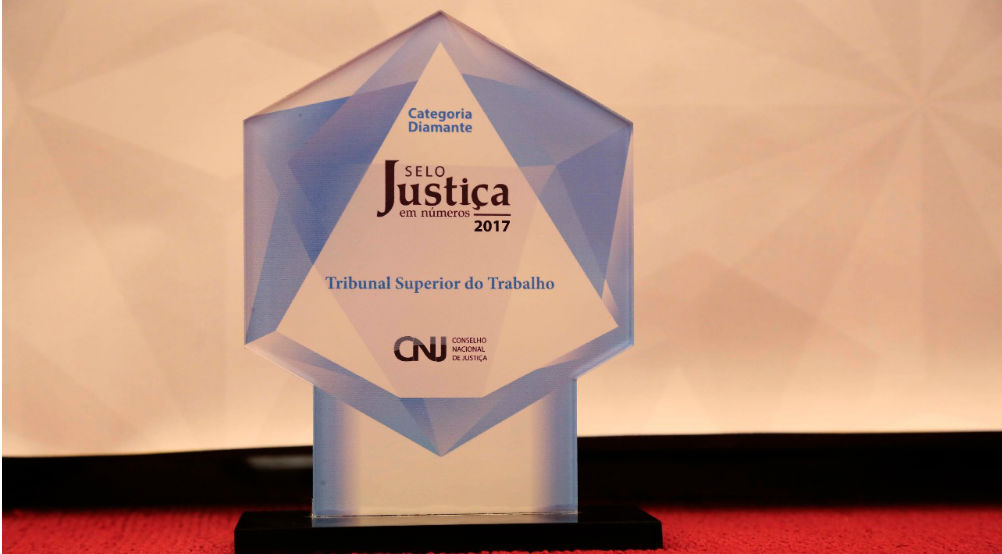 Categoria
Diamante
SELO
Justiça
em números
2017
Tribunal Superior do Trabalho
CNJ
CONSELHO
NACIONAL
DE JUSTIÇA